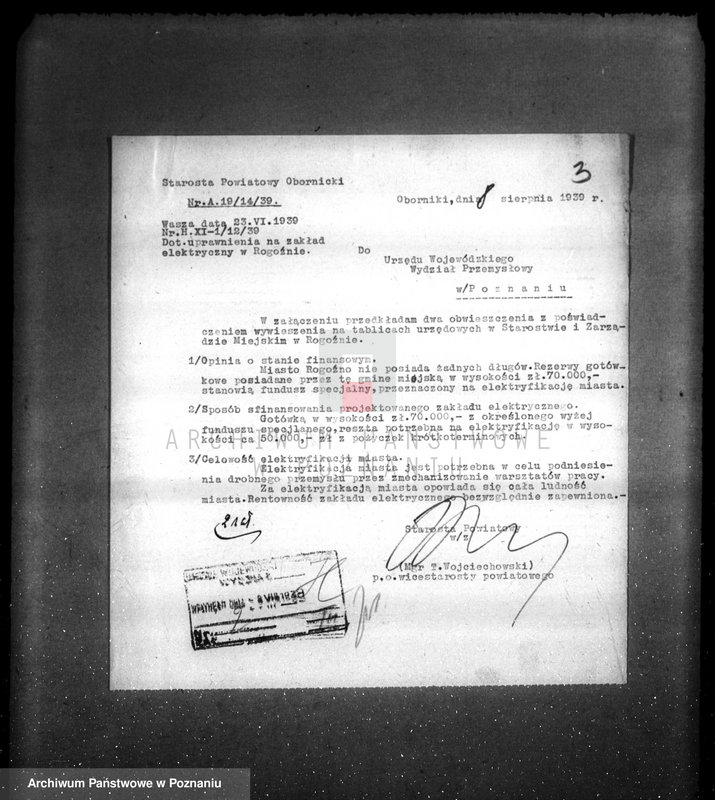 3
Starosta Powiatowy Obornicki
Nr.A.19/14/39.
Oborniki,dnia 8 sierpnia 1939 r.
Wasza data 23.VI.1939
Nr.H.XI-1/12/39
Dot.uprawnienia na zakład
elektryczny w Rogoźnie.
Do
Urzędu Wojewódzkiego
Wydział Przemysłowy
w/Poznaniu
W załączeniu przedkładam dwa obwieszczenia z poświad-
czeniem wywieszenia na tablicach urzędowych w Starostwie i Zarzą-
dzie Miejskim w Rogoźnie.
1/Opinia o stanie finansowym.
Miasto Rogoźno nie posiada żadnych długów.Rezerwy gotów-
kowe posiadane przez tę gminę miejską w wysokości zł.70.000,-
stanowią fundusz specjalny,przeznaczony na elektryfikację miasta.
2/Sposób sfinansowania projektowanego zakładu elektrycznego.
Gotówką w wysokości zł.70.000,- z określonego wyżej
funduszu specjlanego,reszta potrzebna na elektryfikację w wyso-
kości ca 50.000,- zł z pożyczek krótkoterminowych.
3/Celowość elektryfikacji miasta.
Elektryfikacja miasta jest potrzebna w celu podniesie-
nia drobnego przemysłu przez zmechanizowanie warsztatów pracy.
Za elektryfikacją miasta opowiada się cała ludność
miasta.Rentowność zakładu elektrycznego bezwzględnie zapewniona.-
2 zał.
Starosta Powiatowy
w/z
(Mgr T.Wojciechowski)
p.o.wicestarosty powiatowego
ARCHIWUM PAŃSTWOWE
W POZNANIU
Archiwum Państwowe w Poznaniu